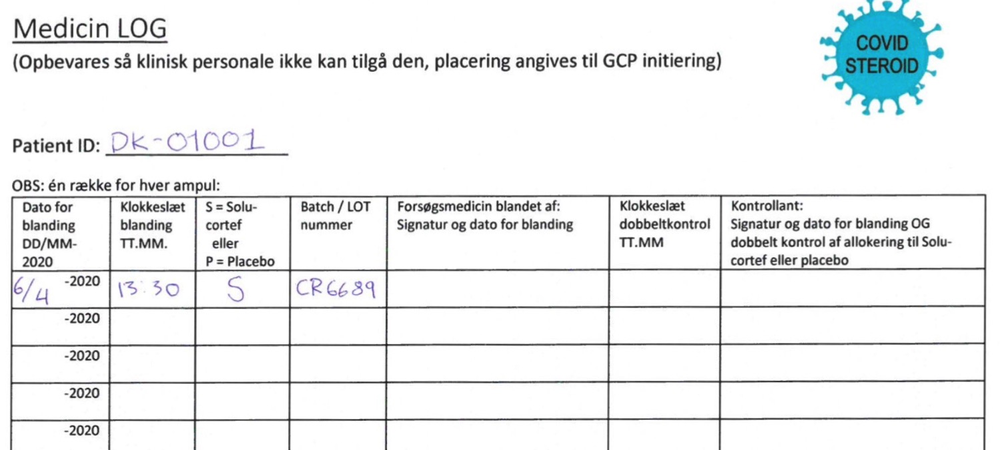 Medicin LOG
(Opbevares så klinisk personale ikke kan tilgå den, placering angives til GCP initiering)
COVID
STEROID
Patient ID: DK-01001
OBS: én række for hver ampul:
Dato for
blanding
DD/MM-
2020
Klokkeslæt
blanding
TT.MM.
S = Solu-
cortef
eller
P = Placebo
Batch / LOT
nummer
Forsøgsmedicin blandet af:
Signatur og dato for blanding
Klokkeslæt
dobbeltkontrol
TT.MM
Kontrollant:
Signatur og dato for blanding OG
dobbelt kontrol af allokering til Solu-
cortef eller placebo
6/4 -2020 13:30 S CR6689
-2020
-2020
-2020
-2020